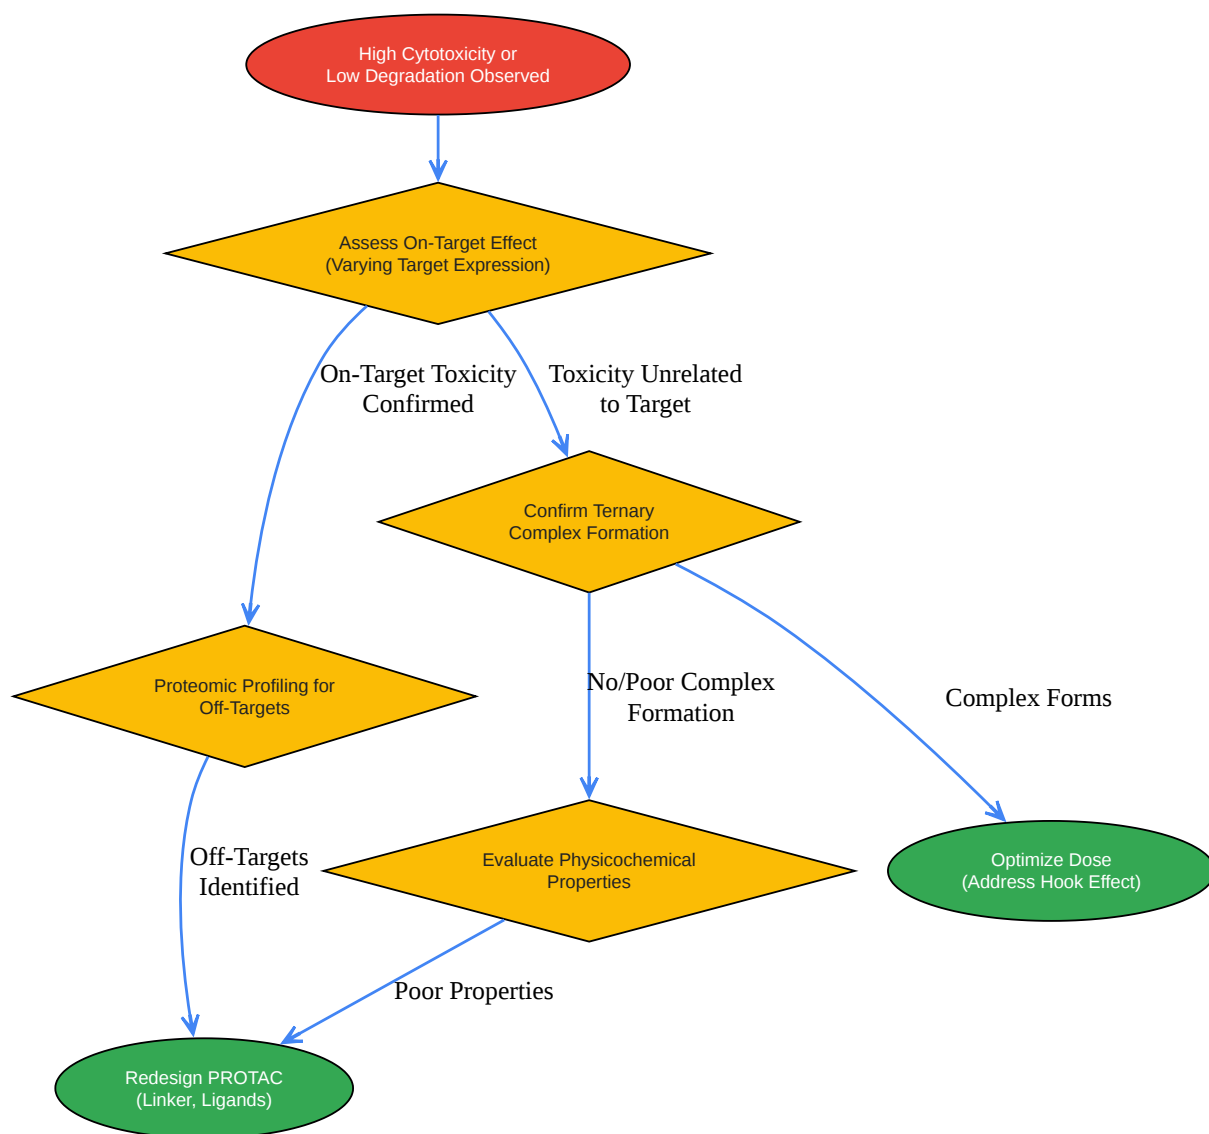 High Cytotoxicity or
Low Degradation Observed
Assess On-Target Effect
(Varying Target Expression)
On-Target Toxicity
Confirmed
Toxicity Unrelated
to Target
Confirm Ternary
Complex Formation
Proteomic Profiling for
Off-Targets
No/Poor Complex
Formation
Complex Forms
Off-Targets
Identified
Evaluate Physicochemical
Properties
Optimize Dose
(Address Hook Effect)
Poor Properties
Redesign PROTAC
(Linker, Ligands)